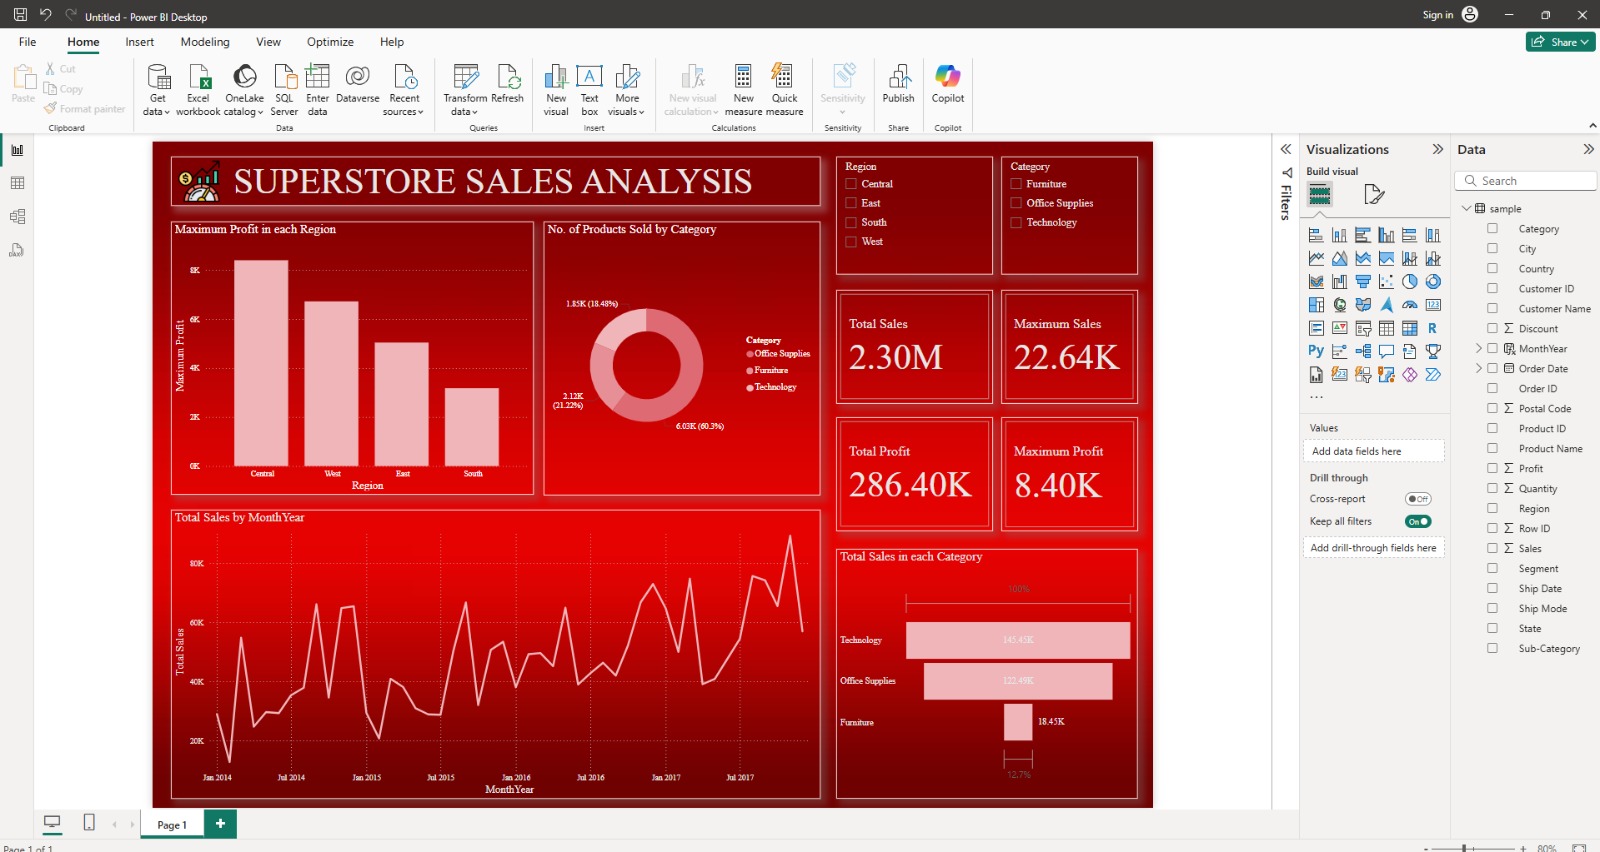 Untitled - Power BI Desktop
Sign in
File Home Insert Modeling View Optimize Help
Share
Paste
Cut
Copy
Format painter
Clipboard
Get data
Excel workbook
OneLake catalog
SQL Server
Enter data
Dataverse
Recent sources
Data
Transform data
Refresh
Queries
New visual
Text box
More visuals
Insert
New visual calculation
New measure
Quick measure
Calculations
Sensitivity
Sensitivity
Publish
Share
Copilot
Copilot
SUPERSTORE SALES ANALYSIS
Region
Central
East
South
West
Category
Furniture
Office Supplies
Technology
Maximum Profit in each Region
Maximum Profit
8K
6K
4K
2K
0K
Central West East South
Region
No. of Products Sold by Category
1.85K (18.48%)
2.12K
(21.22%)
6.03K (60.3%)
Category
Office Supplies
Furniture
Technology
Total Sales
2.30M
Maximum Sales
22.64K
Total Profit
286.40K
Maximum Profit
8.40K
Total Sales by MonthYear
Total Sales
80K
60K
40K
20K
Jan 2014 Jul 2014 Jan 2015 Jul 2015 Jan 2016 Jul 2016 Jan 2017 Jul 2017
MonthYear
Total Sales in each Category
100%
Technology 145.45K
Office Supplies 122.49K
Furniture 18.45K
12.7%
Filters
Visualizations
Build visual
123
R
Py
...
Values
Add data fields here
Drill through
Cross-report Off
Keep all filters On
Add drill-through fields here
Data
Search
sample
Category
City
Country
Customer ID
Customer Name
Discount
MonthYear
Order Date
Order ID
Postal Code
Product ID
Product Name
Profit
Quantity
Region
Row ID
Sales
Segment
Ship Date
Ship Mode
State
Sub-Category
Page 1
Page 1 of 1
80%